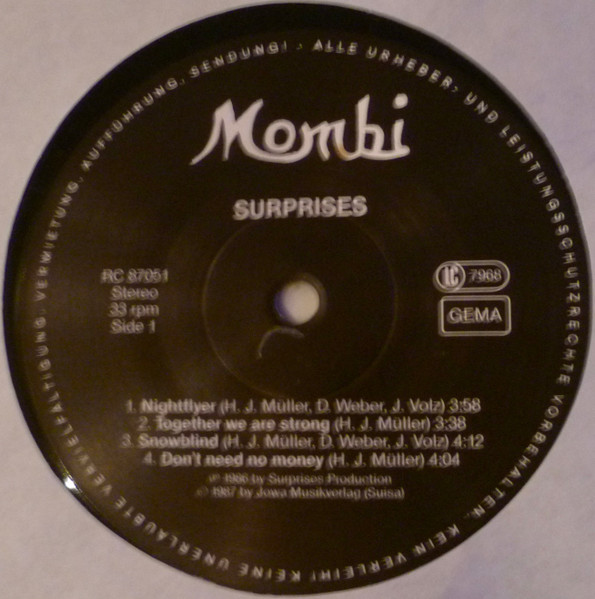 Mombi
SURPRISES
RC 87051
Stereo
33 rpm
Side 1
LC 7968
GEMA
1. Nightflyer (H. J. Müller, D. Weber, J. Volz) 3:58
2. Together we are strong (H. J. Müller) 3:38
3. Snowblind (H. J. Müller, D. Weber, J. Volz) 4:12
4. Don't need no money (H. J. Müller) 4:04
℗ 1986 by Surprises Production
© 1987 by Jowa Musikverlag (Suisa)
ALLE URHEBER- UND LEISTUNGSSCHUTZRECHTE VORBEHALTEN. KEIN VERLEIH! KEINE UNERLAUBTE VERVIELFÄLTIGUNG, VERMIETUNG, AUFFÜHRUNG, SENDUNG! -